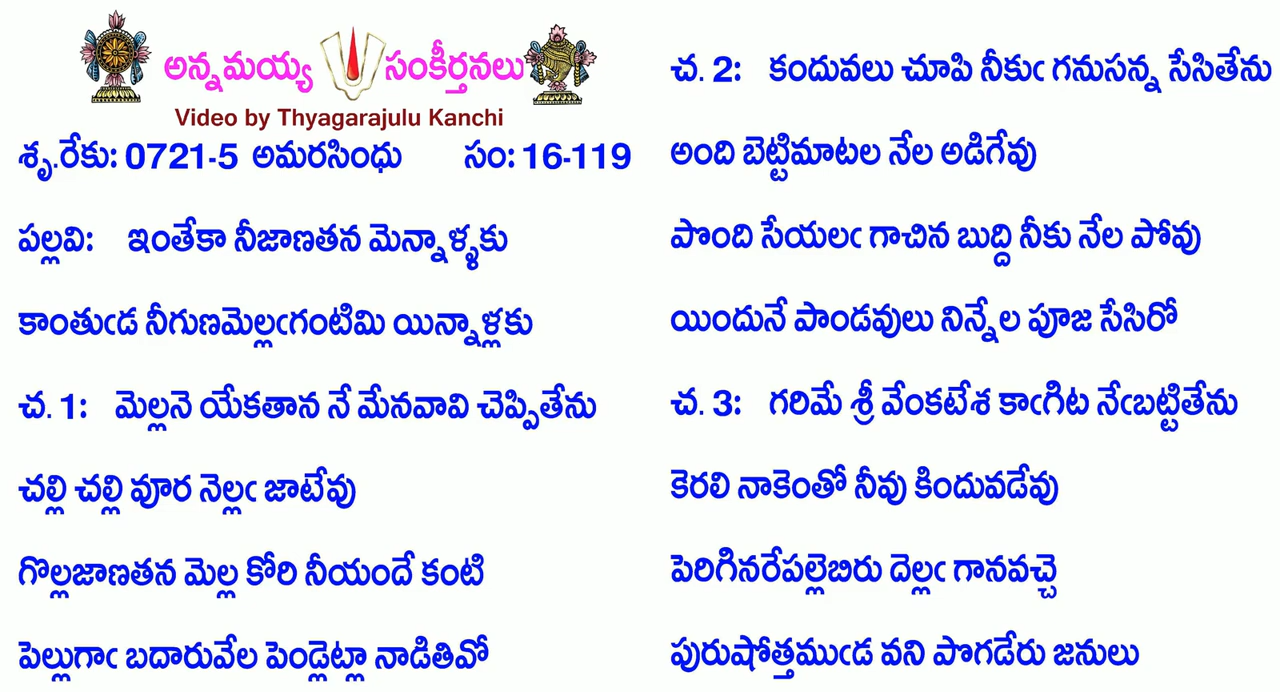 అన్నమయ్య సంకీర్తనలు
Video by Thyagarajulu Kanchi
శృ.రేకు: 0721-5 అమరసింధు సం: 16-119
పల్లవి: ఇంతేకా నీజాణతన మెన్నాళ్ళకు
కాంతుఁడ నీగుణమెల్లఁగంటిమి యిన్నాళ్లకు
చ. 1: మెల్లనె యేకతాన నే మేనవావి చెప్పితేను
చల్లి చల్లి వూర నెల్లఁ జాటేవు
గొల్లజాణతన మెల్ల కోరి నీయందే కంటి
పెల్లుగాఁ బదారువేల పెండ్లెట్లా నాడితివో
చ. 2: కందువలు చూపి నీకుఁ గనుసన్న సేసితేను
అంది బెట్టిమాటల నేల అడిగేవు
పొంది సేయలఁ గాచిన బుద్ది నీకు నేల పోవు
యిందునే పాండవులు నిన్నేల పూజ సేసిరో
చ. 3: గరిమే శ్రీ వేంకటేశ కాఁగిట నేఁబట్టితేను
కెరలి నాకెంతో నీవు కిందువడేవు
పెరిగినరేపల్లెబిరు దెల్లఁ గానవచ్చె
పురుషోత్తముఁడ వని పొగడేరు జనులు